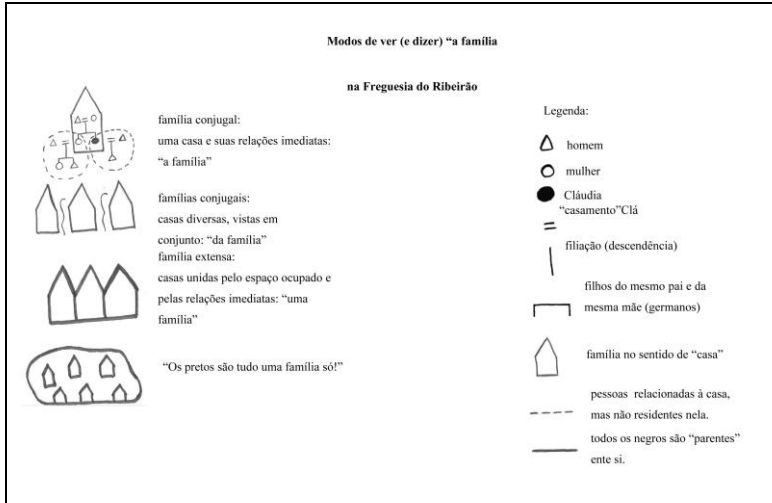 Modos de ver (e dizer) “a família
na Freguesia do Ribeirão
família conjugal:
uma casa e suas relações imediatas:
“a família”
famílias conjugais:
casas diversas, vistas em
conjunto: “da família”
família extensa:
casas unidas pelo espaço ocupado e
pelas relações imediatas: “uma
família”
“Os pretos são tudo uma família só!”
Legenda:
homem
mulher
Cláudia
“casamento”Clá
filiação (descendência)
filhos do mesmo pai e da
mesma mãe (germanos)
família no sentido de “casa”
pessoas relacionadas à casa,
mas não residentes nela.
todos os negros são “parentes”
ente si.